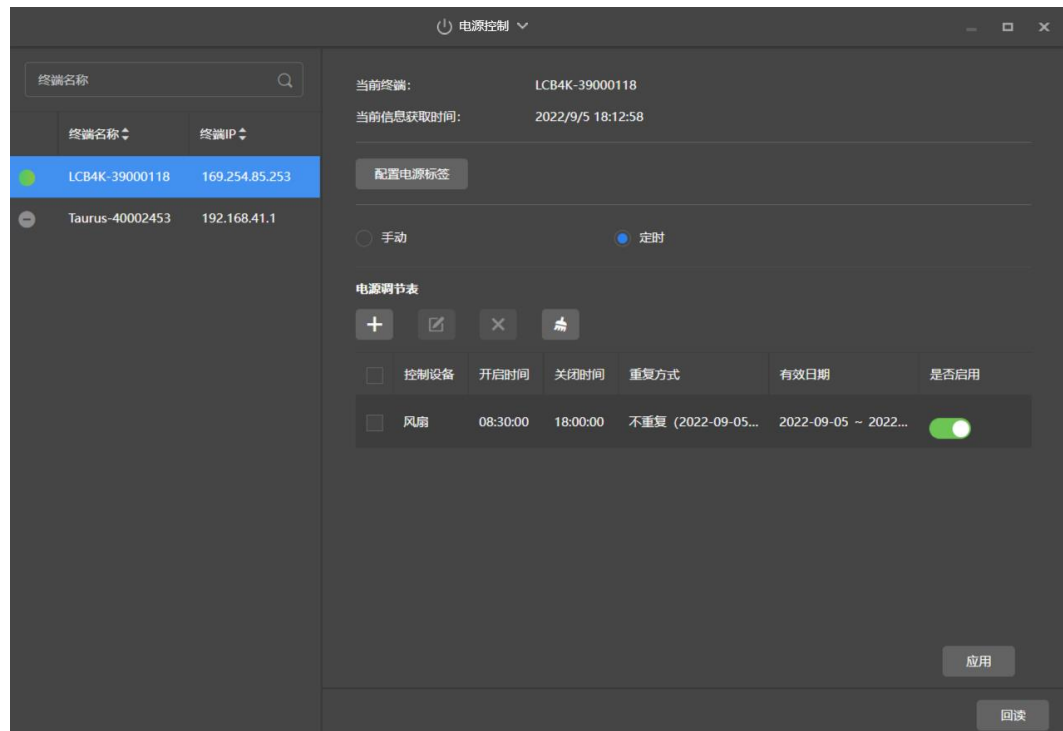 电源控制
终端名称
终端名称 终端IP
LCB4K-39000118 169.254.85.253
Taurus-40002453 192.168.41.1
当前终端: LCB4K-39000118
当前信息获取时间: 2022/9/5 18:12:58
配置电源标签
手动 定时
电源调节表
控制设备 开启时间 关闭时间 重复方式 有效日期 是否启用
风扇 08:30:00 18:00:00 不重复 (2022-09-05... 2022-09-05 ~ 2022...
应用
回读